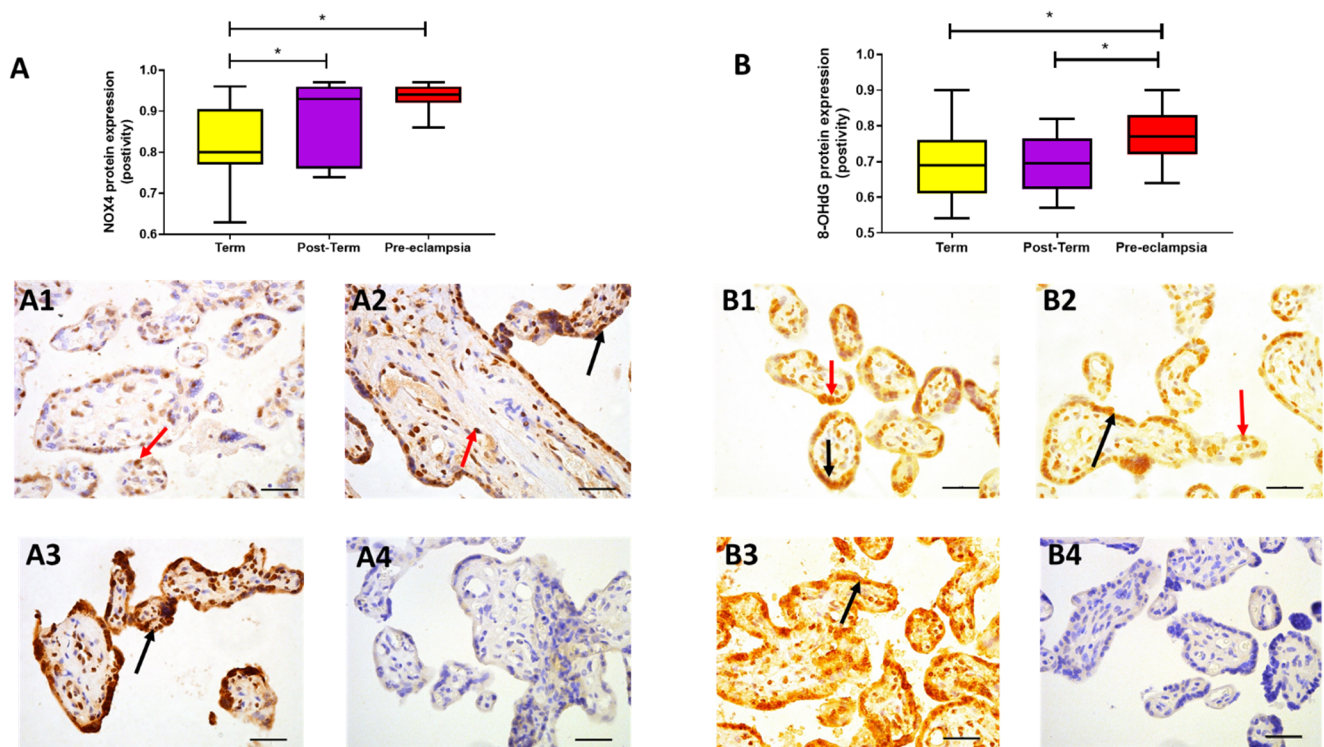 A
*
*
NOX4 protein expression
(postivity)
1.0
0.9
0.8
0.7
0.6
Term
Post-Term
Pre-eclampsia
B
*
*
8-OHdG protein expression
(postivity)
1.0
0.9
0.8
0.7
0.6
0.5
Term
Post-Term
Pre-eclampsia
A1
A2
B1
B2
A3
A4
B3
B4